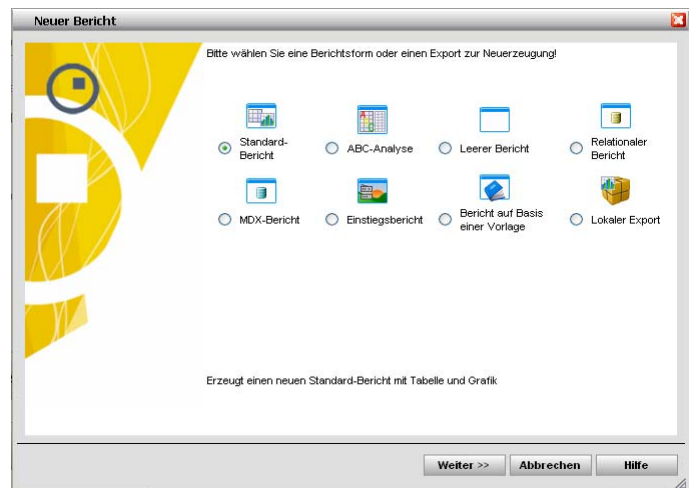 Neuer Bericht
Bitte wählen Sie eine Berichtsform oder einen Export zur Neuerzeugung!
Standard-
Bericht
ABC-Analyse
Leerer Bericht
Relationaler
Bericht
MDX-Bericht
Einstiegsbericht
Bericht auf Basis
einer Vorlage
Lokaler Export
Erzeugt einen neuen Standard-Bericht mit Tabelle und Grafik
Weiter >>
Abbrechen
Hilfe